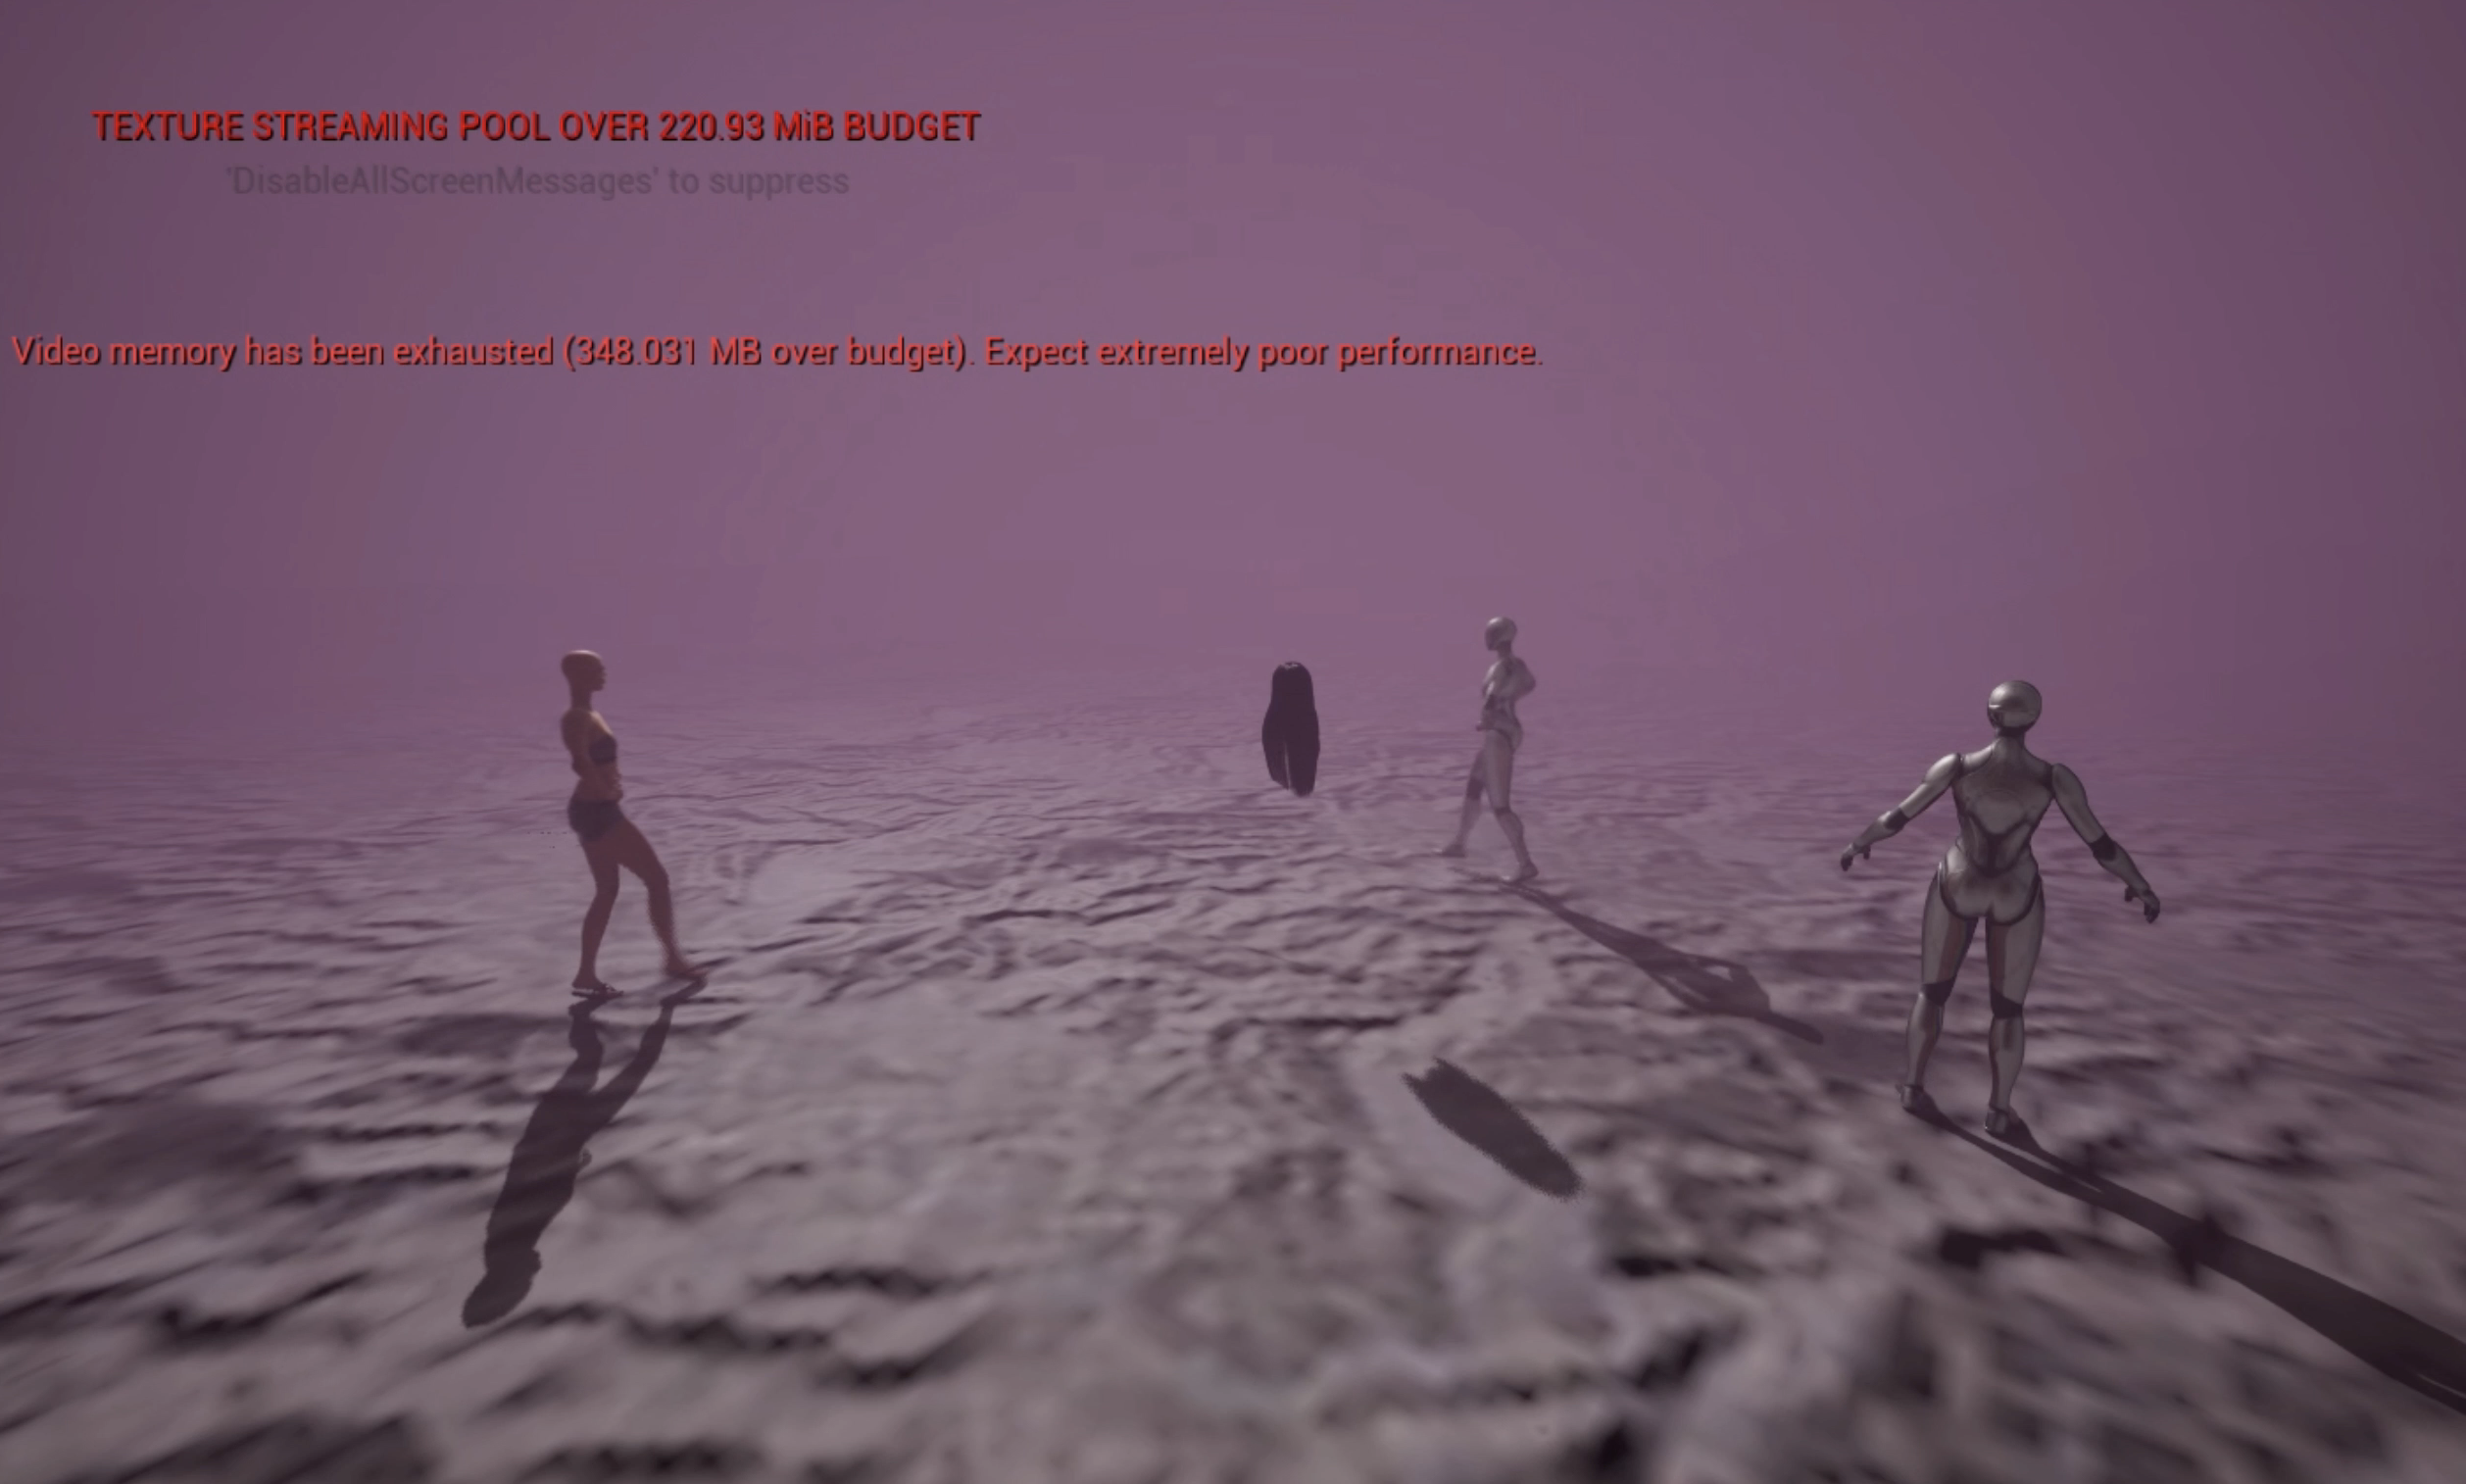 TEXTURE STREAMING POOL OVER 220.93 MiB BUDGET
'DisableAllScreenMessages' to suppress
Video memory has been exhausted (348.031 MB over budget). Expect extremely poor performance.